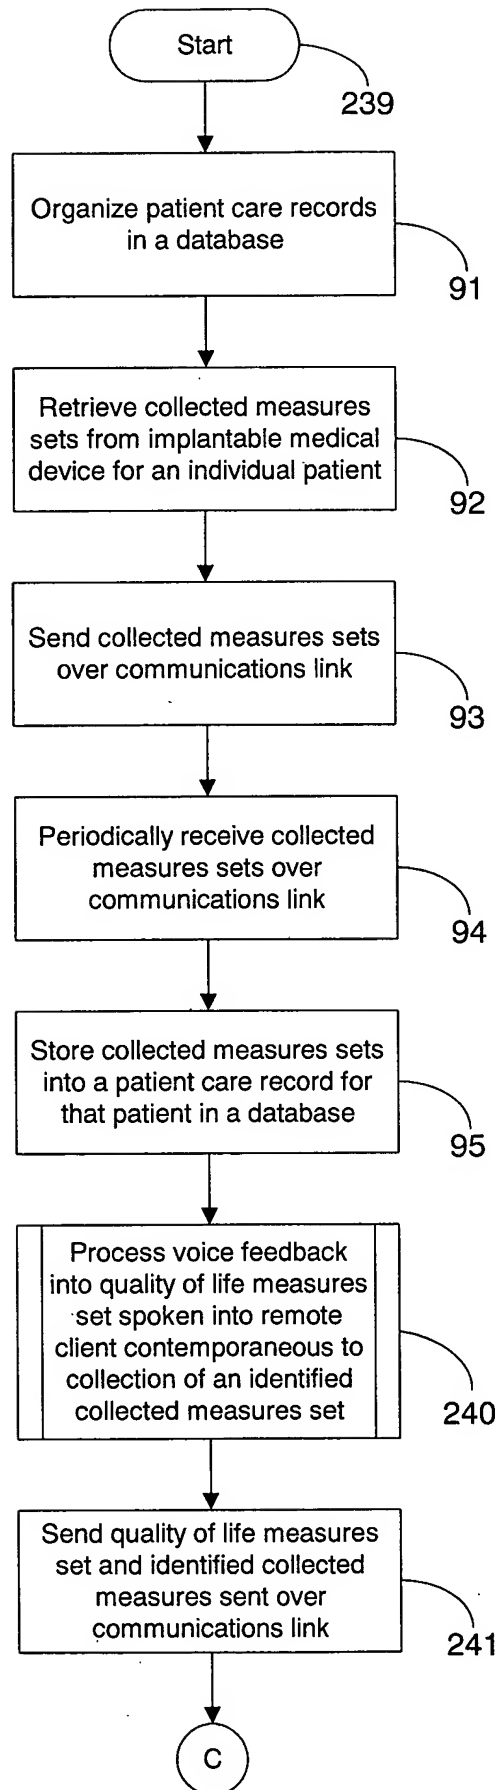 Start
239
Organize patient care records
in a database
91
Retrieve collected measures
sets from implantable medical
device for an individual patient
92
Send collected measures sets
over communications link
93
Periodically receive collected
measures sets over
communications link
94
Store collected measures sets
into a patient care record for
that patient in a database
95
Process voice feedback
into quality of life measures
set spoken into remote
client contemporaneous to
collection of an identified
collected measures set
240
Send quality of life measures
set and identified collected
measures sent over
communications link
241
C